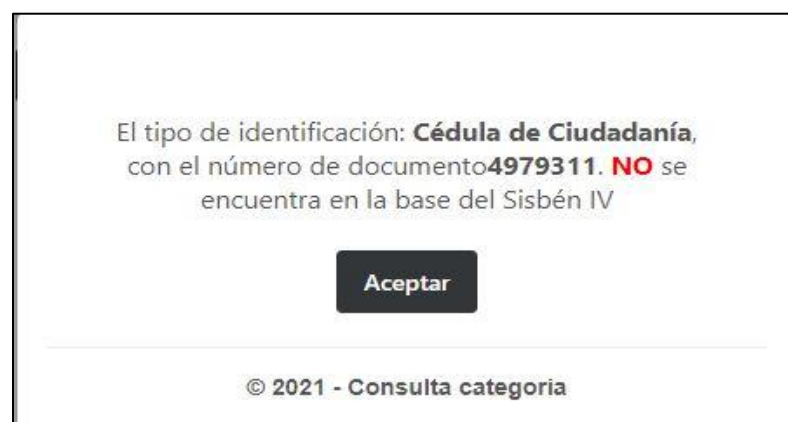 El tipo de identificación: Cédula de Ciudadanía,
con el número de documento4979311. NO se
encuentra en la base del Sisbén IV
Aceptar
© 2021 - Consulta categoria